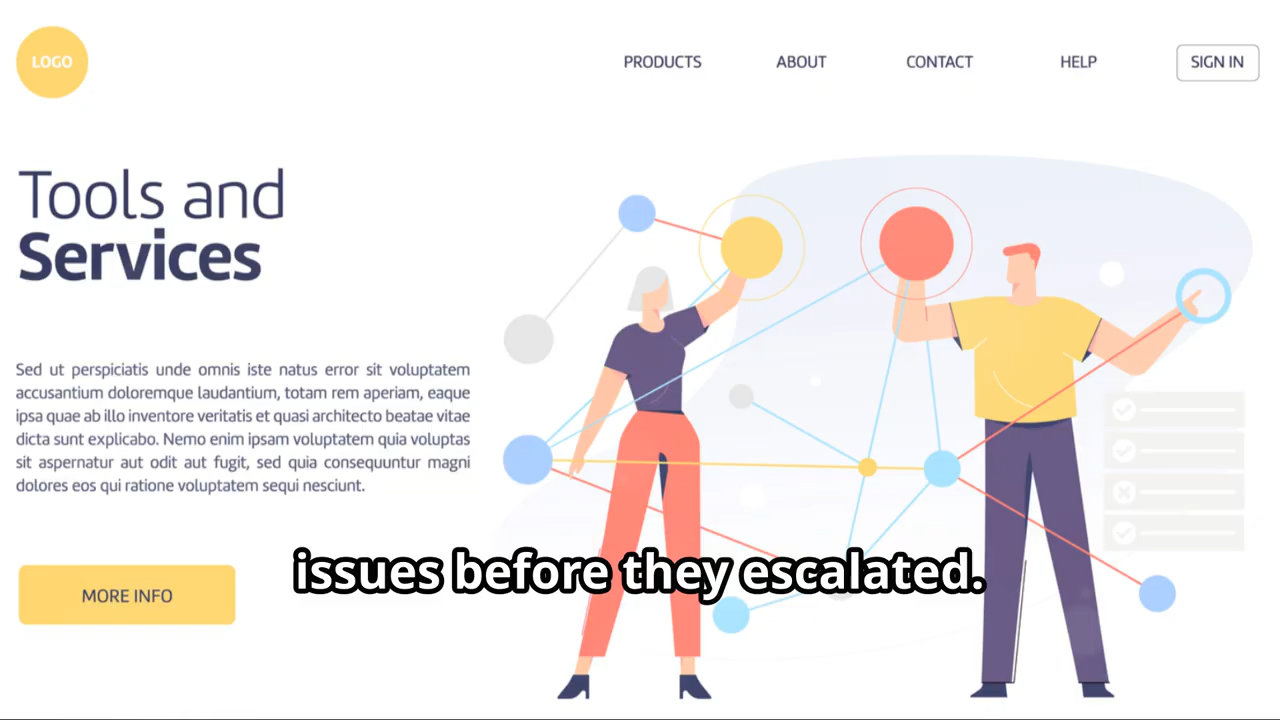 LOGO
PRODUCTS
ABOUT
CONTACT
HELP
SIGN IN
Tools and
Services
Sed ut perspiciatis unde omnis iste natus error sit voluptatem
accusantium doloremque laudantium, totam rem aperiam, eaque
ipsa quae ab illo inventore veritatis et quasi architecto beatae vitae
dicta sunt explicabo. Nemo enim ipsam voluptatem quia voluptas
sit aspernatur aut odit aut fugit, sed quia consequuntur magni
dolores eos qui ratione voluptatem sequi nesciunt.
issues before they escalated.
MORE INFO